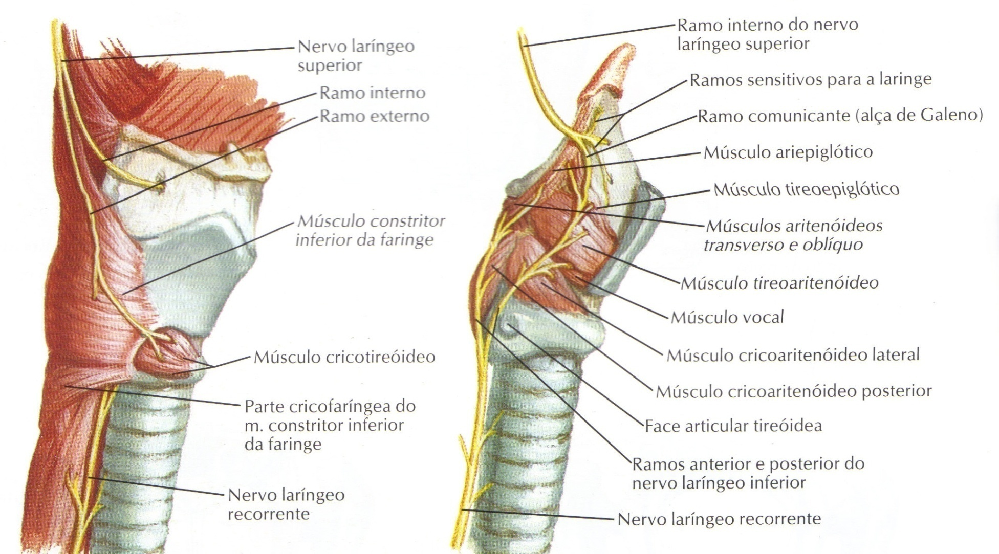 Nervo laríngeo
superior
Ramo interno
Ramo externo
Músculo constritor
inferior da faringe
Músculo cricotireóideo
Parte cricofaríngea do
m. constritor inferior
da faringe
Nervo laríngeo
recorrente
Ramo interno do nervo
laríngeo superior
Ramos sensitivos para a laringe
Ramo comunicante (alça de Galeno)
Músculo ariepiglótico
Músculo tireoepiglótico
Músculos aritenóideos
transverso e oblíquo
Músculo tireoaritenóideo
Músculo vocal
Músculo cricoaritenóideo lateral
Músculo cricoaritenóideo posterior
Face articular tireóidea
Ramos anterior e posterior do
nervo laríngeo inferior
Nervo laríngeo recorrente